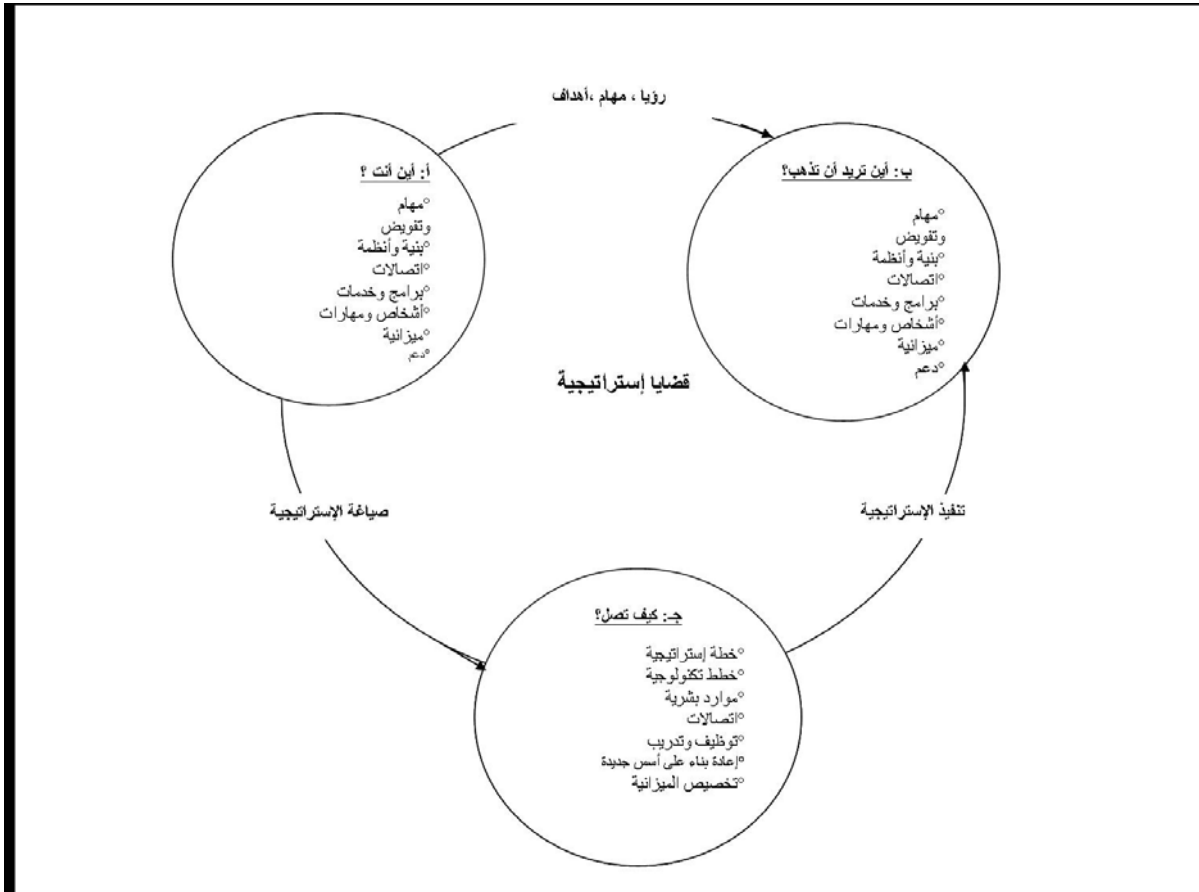 رؤيا ، مهام ،أهداف
أ: أين أنت ؟
°مهام
وتفويض
°بنية وأنظمة
°اتصالات
°برامج وخدمات
°أشخاص ومهارات
°ميزانية
°دعم
ب: أين تريد أن تذهب؟
°مهام
وتفويض
°بنية وأنظمة
°اتصالات
°برامج وخدمات
°أشخاص ومهارات
°ميزانية
°دعم
قضايا إستراتيجية
صياغة الإستراتيجية
تنفيذ الإستراتيجية
جـ: كيف تصل؟
°خطة إستراتيجية
°خطط تكنولوجية
°موارد بشرية
°اتصالات
°توظيف وتدريب
°إعادة بناء على أسس جديدة
°تخصيص الميزانية